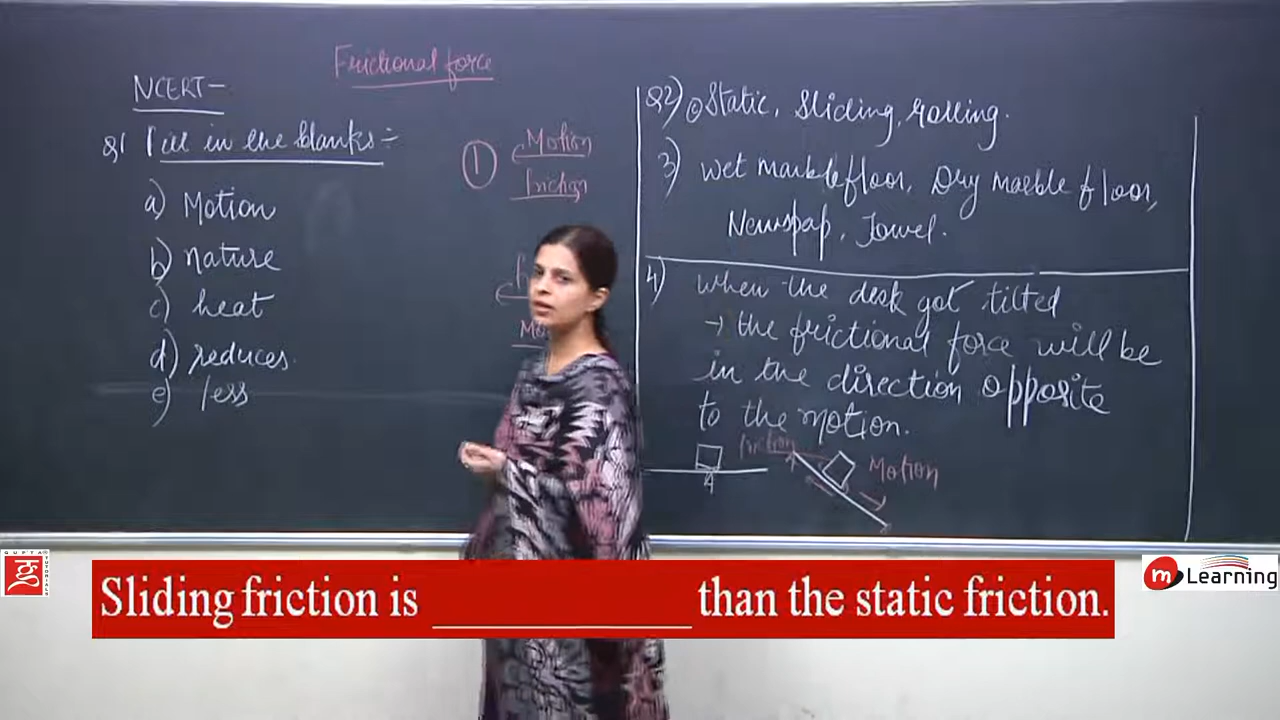 Frictional force
NCERT-
Q1 Fill in the blanks:-
a) Motion
b) nature
c) heat
d) reduces.
e) less
① Motion
friction
Q2) c) Static, Sliding, rolling.
3) Wet marble floor, Dry marble floor,
Newspap, Towel.
4) when the desk got tilted
→ the frictional force will be
in the direction opposite
to the motion.
friction
Motion
GUPTA
TUTORIALS
Sliding friction is ____________ than the static friction.
m Learning